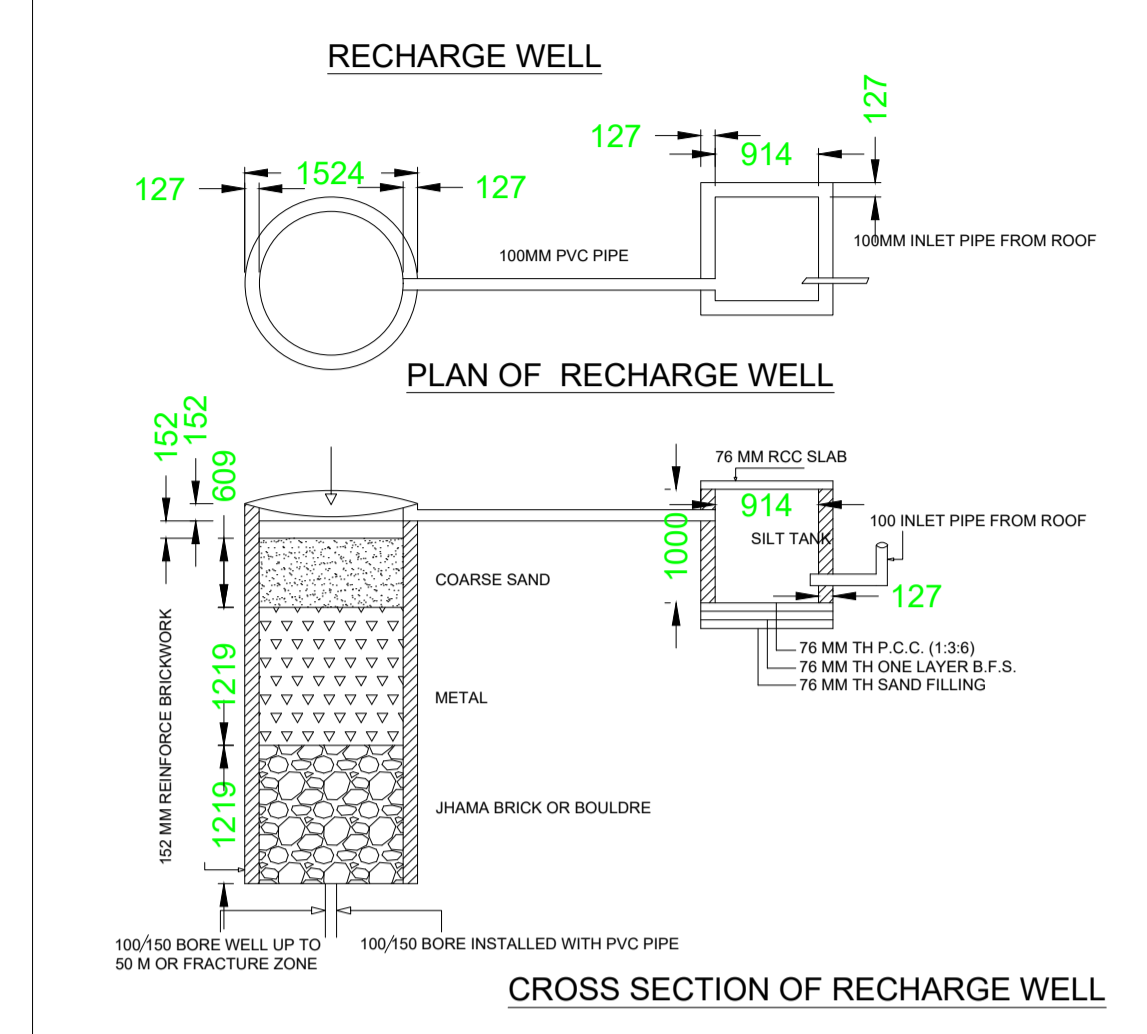 RECHARGE WELL
127
1524
127
127
914
127
100MM INLET PIPE FROM ROOF
100MM PVC PIPE
PLAN OF RECHARGE WELL
152
152
609
1219
1219
152 MM REINFORCE BRICKWORK
COARSE SAND
METAL
JHAMA BRICK OR BOULDRE
76 MM RCC SLAB
914
1000
SILT TANK
100 INLET PIPE FROM ROOF
127
76 MM TH P.C.C. (1:3:6)
76 MM TH ONE LAYER B.F.S.
76 MM TH SAND FILLING
100/150 BORE WELL UP TO
50 M OR FRACTURE ZONE
100/150 BORE INSTALLED WITH PVC PIPE
CROSS SECTION OF RECHARGE WELL